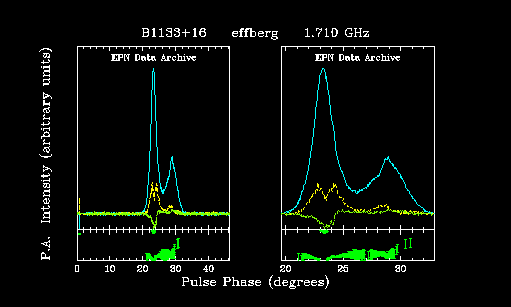 B1133+16 effberg 1.710 GHz
EPN Data Archive EPN Data Archive
Intensity (arbitrary units)
P.A.
0 10 20 30 40 20 25 30
Pulse Phase (degrees)